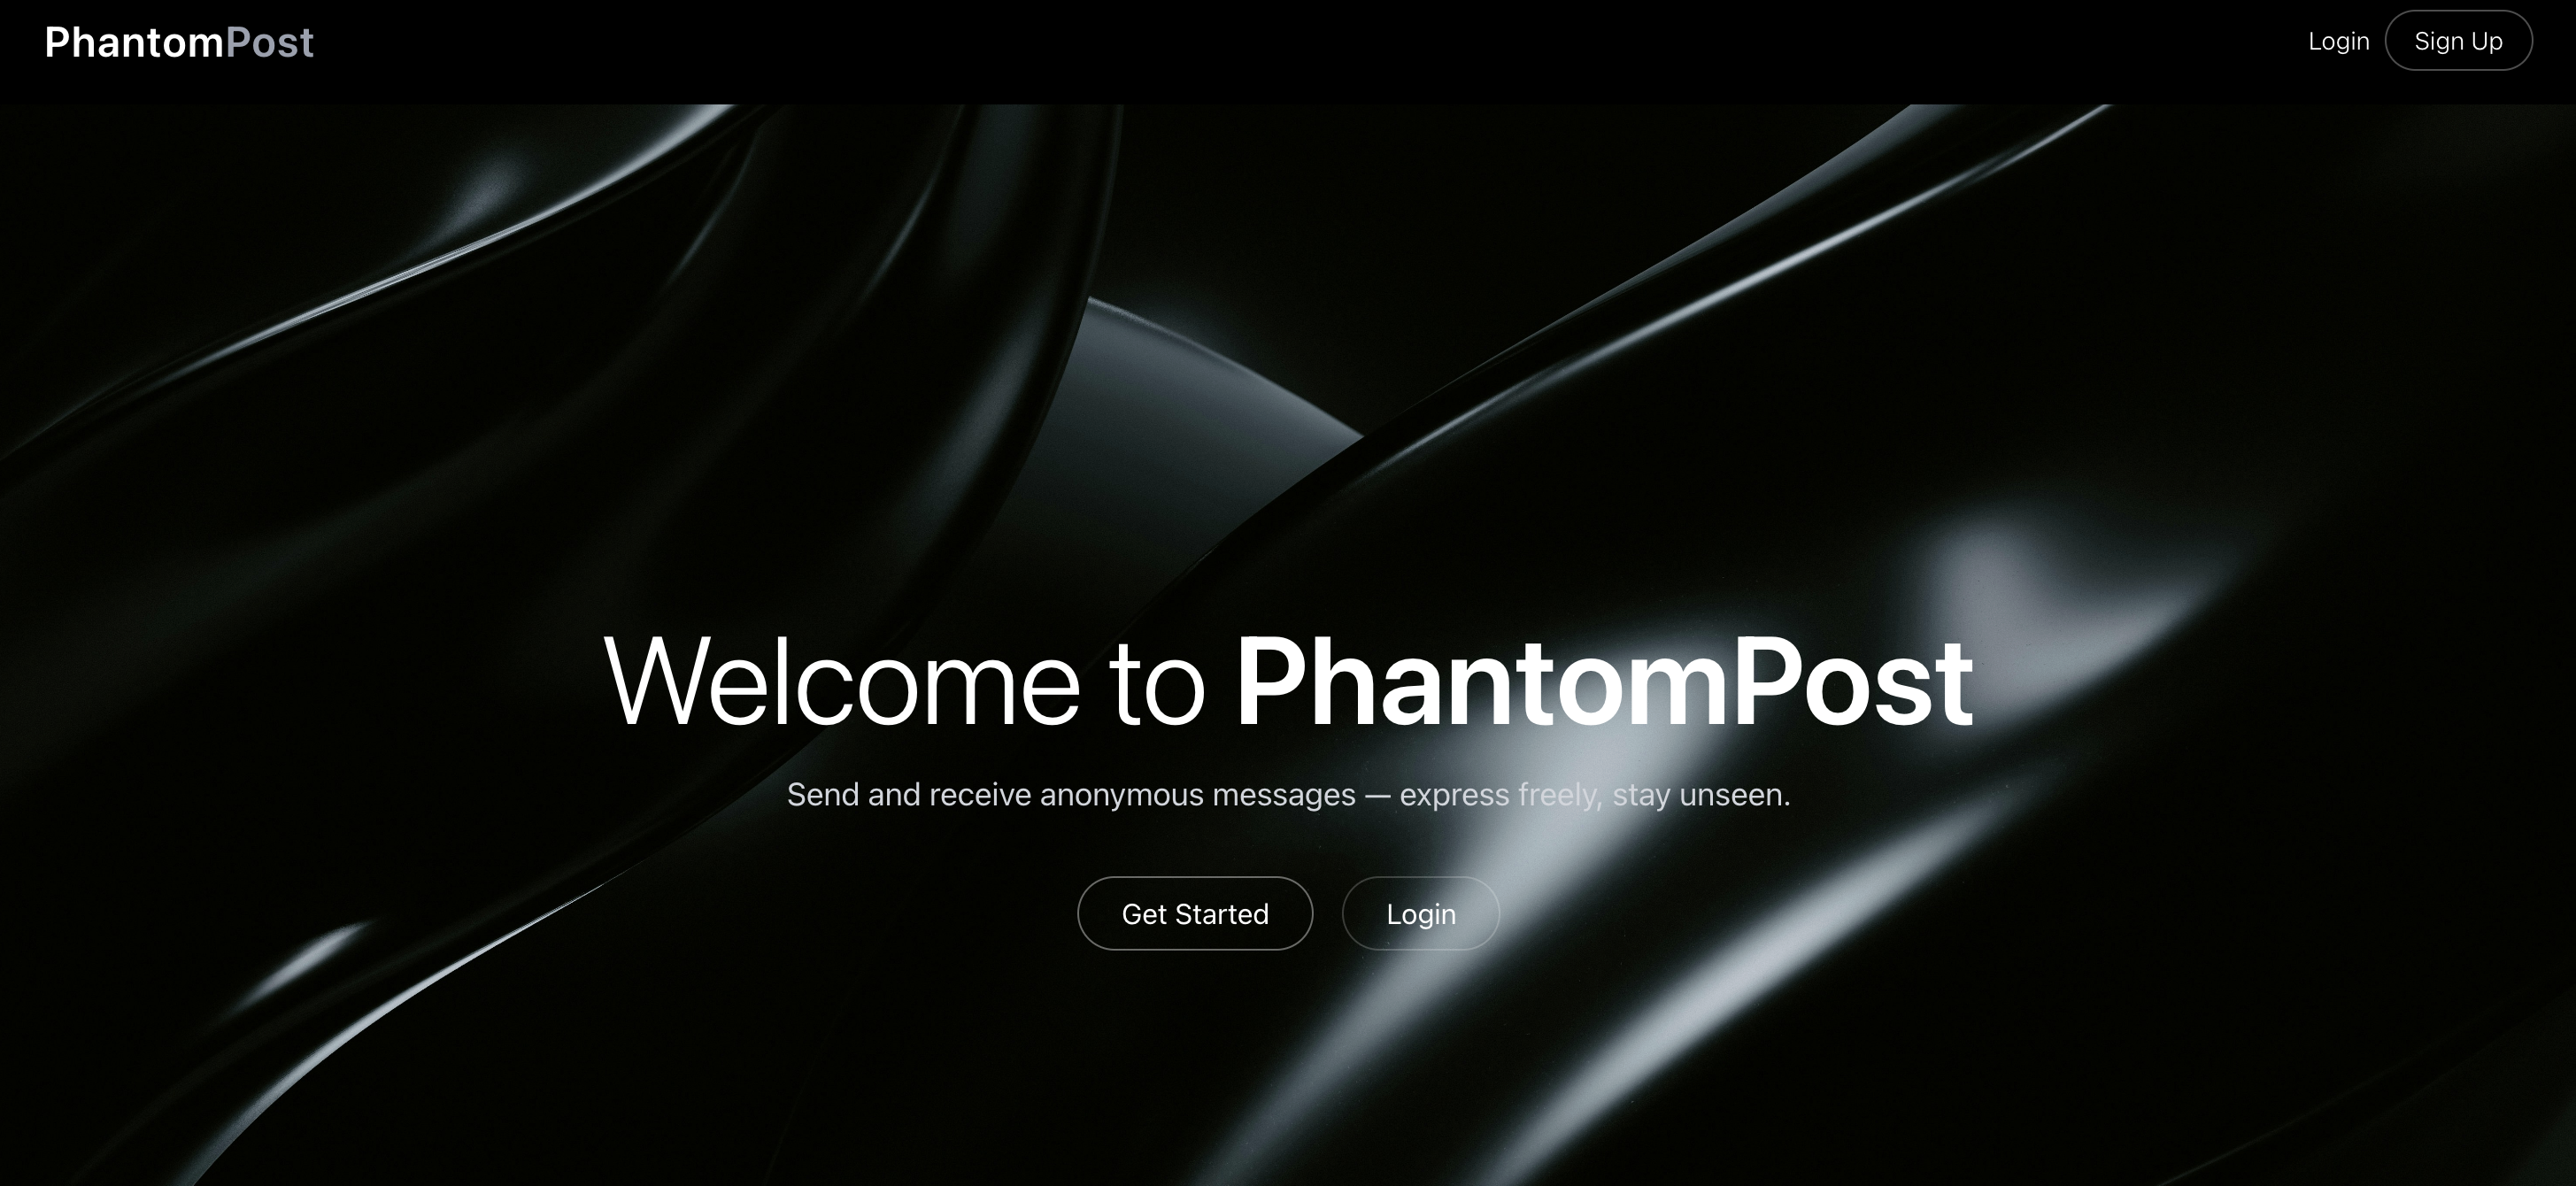 PhantomPost
Login
Sign Up
Welcome to PhantomPost
Send and receive anonymous messages — express freely, stay unseen.
Get Started
Login